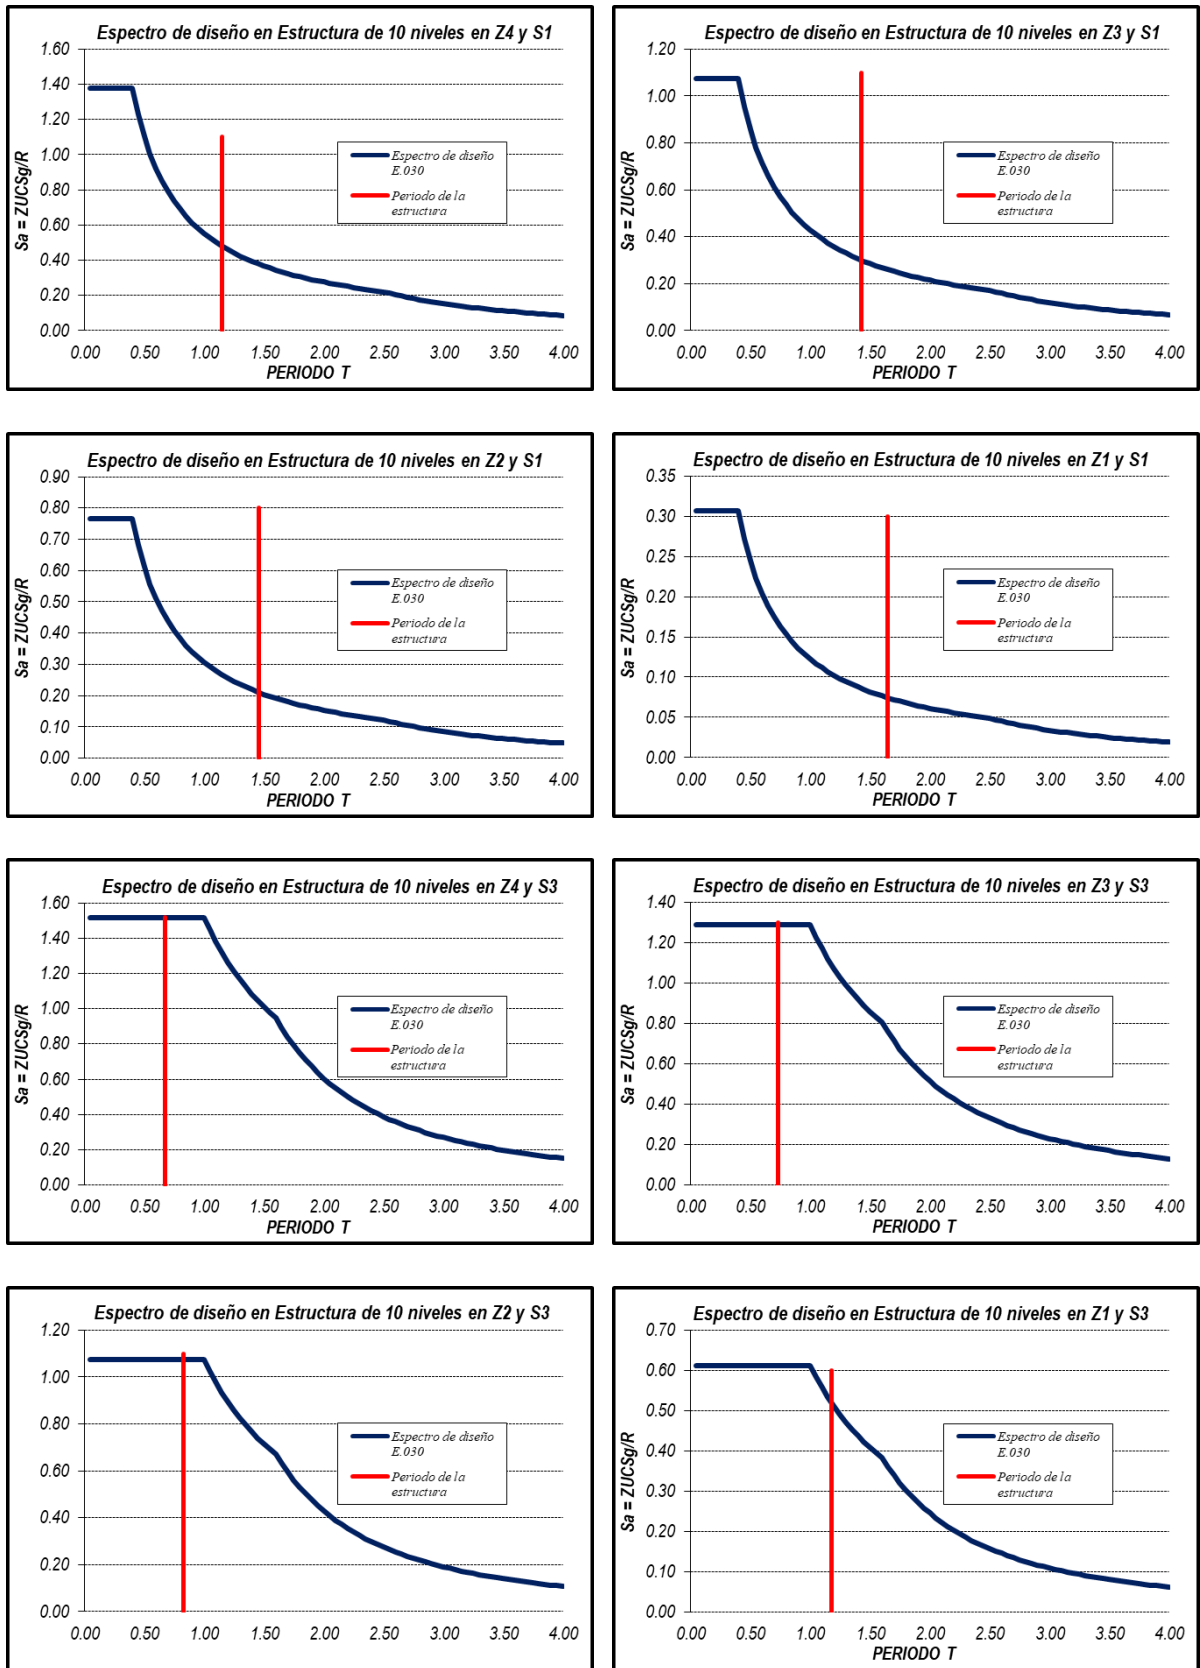 Espectro de diseño en Estructura de 10 niveles en Z4 y S1
1.60
1.40
1.20
1.00
0.80
0.60
0.40
0.20
0.00
Sa = ZUCSg/R
Espectro de diseño
E.030
Periodo de la
estructura
0.00 0.50 1.00 1.50 2.00 2.50 3.00 3.50 4.00
PERIODO T
Espectro de diseño en Estructura de 10 niveles en Z3 y S1
1.20
1.00
0.80
0.60
0.40
0.20
0.00
Sa = ZUCSg/R
Espectro de diseño
E.030
Periodo de la
estructura
0.00 0.50 1.00 1.50 2.00 2.50 3.00 3.50 4.00
PERIODO T
Espectro de diseño en Estructura de 10 niveles en Z2 y S1
0.90
0.80
0.70
0.60
0.50
0.40
0.30
0.20
0.10
0.00
Sa = ZUCSg/R
Espectro de diseño
E.030
Periodo de la
estructura
0.00 0.50 1.00 1.50 2.00 2.50 3.00 3.50 4.00
PERIODO T
Espectro de diseño en Estructura de 10 niveles en Z1 y S1
0.35
0.30
0.25
0.20
0.15
0.10
0.05
0.00
Sa = ZUCSg/R
Espectro de diseño
E.030
Periodo de la
estructura
0.00 0.50 1.00 1.50 2.00 2.50 3.00 3.50 4.00
PERIODO T
Espectro de diseño en Estructura de 10 niveles en Z4 y S3
1.60
1.40
1.20
1.00
0.80
0.60
0.40
0.20
0.00
Sa = ZUCSg/R
Espectro de diseño
E.030
Periodo de la
estructura
0.00 0.50 1.00 1.50 2.00 2.50 3.00 3.50 4.00
PERIODO T
Espectro de diseño en Estructura de 10 niveles en Z3 y S3
1.40
1.20
1.00
0.80
0.60
0.40
0.20
0.00
Sa = ZUCSg/R
Espectro de diseño
E.030
Periodo de la
estructura
0.00 0.50 1.00 1.50 2.00 2.50 3.00 3.50 4.00
PERIODO T
Espectro de diseño en Estructura de 10 niveles en Z2 y S3
1.20
1.00
0.80
0.60
0.40
0.20
0.00
Sa = ZUCSg/R
Espectro de diseño
E.030
Periodo de la
estructura
0.00 0.50 1.00 1.50 2.00 2.50 3.00 3.50 4.00
PERIODO T
Espectro de diseño en Estructura de 10 niveles en Z1 y S3
0.70
0.60
0.50
0.40
0.30
0.20
0.10
0.00
Sa = ZUCSg/R
Espectro de diseño
E.030
Periodo de la
estructura
0.00 0.50 1.00 1.50 2.00 2.50 3.00 3.50 4.00
PERIODO T